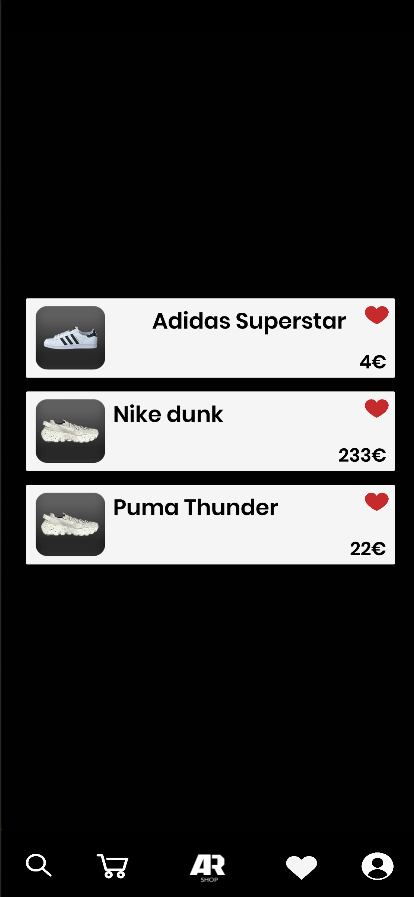 Adidas Superstar
4€
Nike dunk
233€
Puma Thunder
22€
AR
SHOP